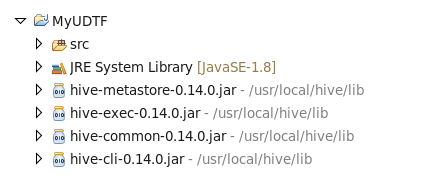 MyUDTF
src
JRE System Library [JavaSE-1.8]
hive-metastore-0.14.0.jar - /usr/local/hive/lib
hive-exec-0.14.0.jar - /usr/local/hive/lib
hive-common-0.14.0.jar - /usr/local/hive/lib
hive-cli-0.14.0.jar - /usr/local/hive/lib